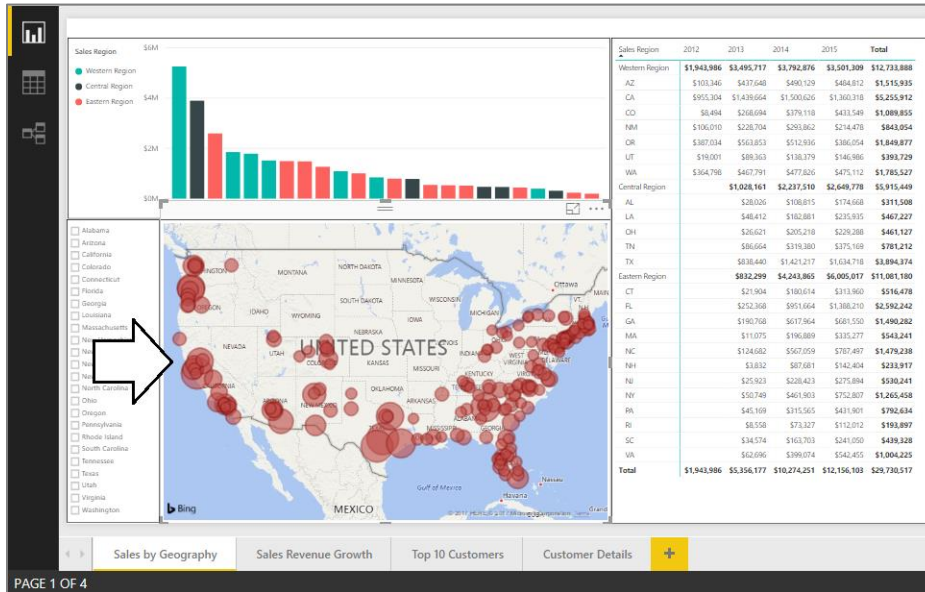 Sales Region
Western Region
Central Region
Eastern Region
$6M
$4M
$2M
$0M
Alabama
Arizona
California
Colorado
Connecticut
Florida
Georgia
Louisiana
Massachusetts
North Carolina
Ohio
Oregon
Pennsylvania
Rhode Island
South Carolina
Tennessee
Texas
Utah
Virginia
Washington
MONTANA
NORTH DAKOTA
MINNESOTA
Ottawa
SOUTH DAKOTA
WISCONSIN
IDAHO
WYOMING
MICHIGAN
IOWA
NEBRASKA
NEVADA
UTAH
UNITED STATES
KANSAS
MISSOURI
KENTUCKY
OKLAHOMA
ARKANSAS
MISSISSIPPI
Gulf of Mexico
Nassau
Havana
MEXICO
Bing
Sales Region 2012 2013 2014 2015 Total
Western Region $1,943,986 $3,495,717 $3,792,876 $3,501,309 $12,733,888
AZ $103,346 $437,648 $490,129 $484,812 $1,515,935
CA $955,304 $1,439,664 $1,500,626 $1,360,318 $5,255,912
CO $8,494 $268,694 $379,118 $433,549 $1,089,855
NM $106,010 $228,704 $293,862 $214,478 $843,054
OR $387,034 $563,853 $512,936 $386,054 $1,849,877
UT $19,001 $89,363 $138,379 $146,986 $393,729
WA $364,798 $467,791 $477,826 $475,112 $1,785,527
Central Region $1,028,161 $2,237,510 $2,649,778 $5,915,449
AL $28,026 $108,815 $174,668 $311,508
LA $48,412 $182,881 $235,935 $467,227
OH $26,621 $205,218 $229,288 $461,127
TN $86,664 $319,380 $375,169 $781,212
TX $838,440 $1,421,217 $1,634,718 $3,894,374
Eastern Region $832,299 $4,243,865 $6,005,017 $11,081,180
CT $21,904 $180,614 $313,960 $516,478
FL $252,368 $951,664 $1,388,210 $2,592,242
GA $190,768 $617,964 $681,550 $1,490,282
MA $11,075 $196,889 $335,277 $543,241
NC $124,682 $567,059 $787,497 $1,479,238
NH $3,832 $87,681 $142,404 $233,917
NJ $25,923 $228,423 $275,894 $530,241
NY $50,749 $461,903 $752,807 $1,265,458
PA $45,169 $315,565 $431,901 $792,634
RI $8,558 $73,327 $112,012 $193,897
SC $34,574 $163,703 $241,050 $439,328
VA $62,696 $399,074 $542,455 $1,004,225
Total $1,943,986 $5,356,177 $10,274,251 $12,156,103 $29,730,517
Sales by Geography
Sales Revenue Growth
Top 10 Customers
Customer Details
PAGE 1 OF 4